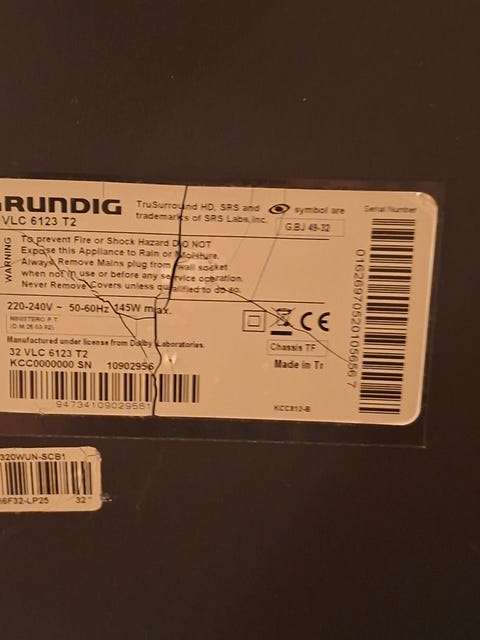 GRUNDIG
VLC 6123 T2
TruSurround HD, SRS and symbol are
trademarks of SRS Labs, Inc.
G.BJ 49-32
Serial Number
WARNING
To prevent Fire or Shock Hazard DO NOT
Expose this Appliance to Rain or Moisture.
Always Remove Mains plug from wall socket
when not in use or before any service operation.
Never Remove Covers unless qualified to do so.
220-240V ~ 50-60Hz 145W max.
MINISTERO P.T.
(D.M. 26.03.92)
Manufactured under license from Dolby Laboratories.
32 VLC 6123 T2
KCC0000000 SN 10902956
CE
Chassis TF
Made in Tr
KCC812-B
320WUN-SCB1
32"